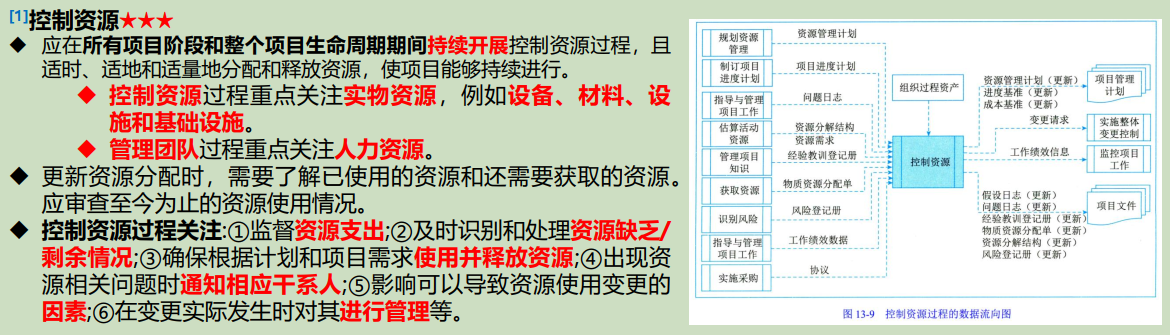 [1]控制资源★★★
◆ 应在所有项目阶段和整个项目生命周期期间持续开展控制资源过程，且
适时、适地和适量地分配和释放资源，使项目能够持续进行。
◆ 控制资源过程重点关注实物资源，例如设备、材料、设
施和基础设施。
◆ 管理团队过程重点关注人力资源。
◆ 更新资源分配时，需要了解已使用的资源和还需要获取的资源。
应审查至今为止的资源使用情况。
◆ 控制资源过程关注:①监督资源支出;②及时识别和处理资源缺乏/
剩余情况;③确保根据计划和项目需求使用并释放资源;④出现资
源相关问题时通知相应干系人;⑤影响可以导致资源使用变更的
因素;⑥在变更实际发生时对其进行管理等。
规划资源
管理
制订项目
进度计划
指导与管理
项目工作
估算活动
资源
管理项目
知识
获取资源
识别风险
指导与管理
项目工作
实施采购
资源管理计划
项目进度计划
问题日志
资源分解结构
资源需求
经验教训登记册
物质资源分配单
风险登记册
工作绩效数据
协议
组织过程资产
控制资源
资源管理计划（更新）
进度基准（更新）
成本基准（更新）
变更请求
工作绩效信息
假设日志（更新）
问题日志（更新）
经验教训登记册（更新）
物质资源分配单（更新）
资源分解结构（更新）
风险登记册（更新）
项目管理
计划
实施整体
变更控制
监控项目
工作
项目文件
图 13-9 控制资源过程的数据流向图